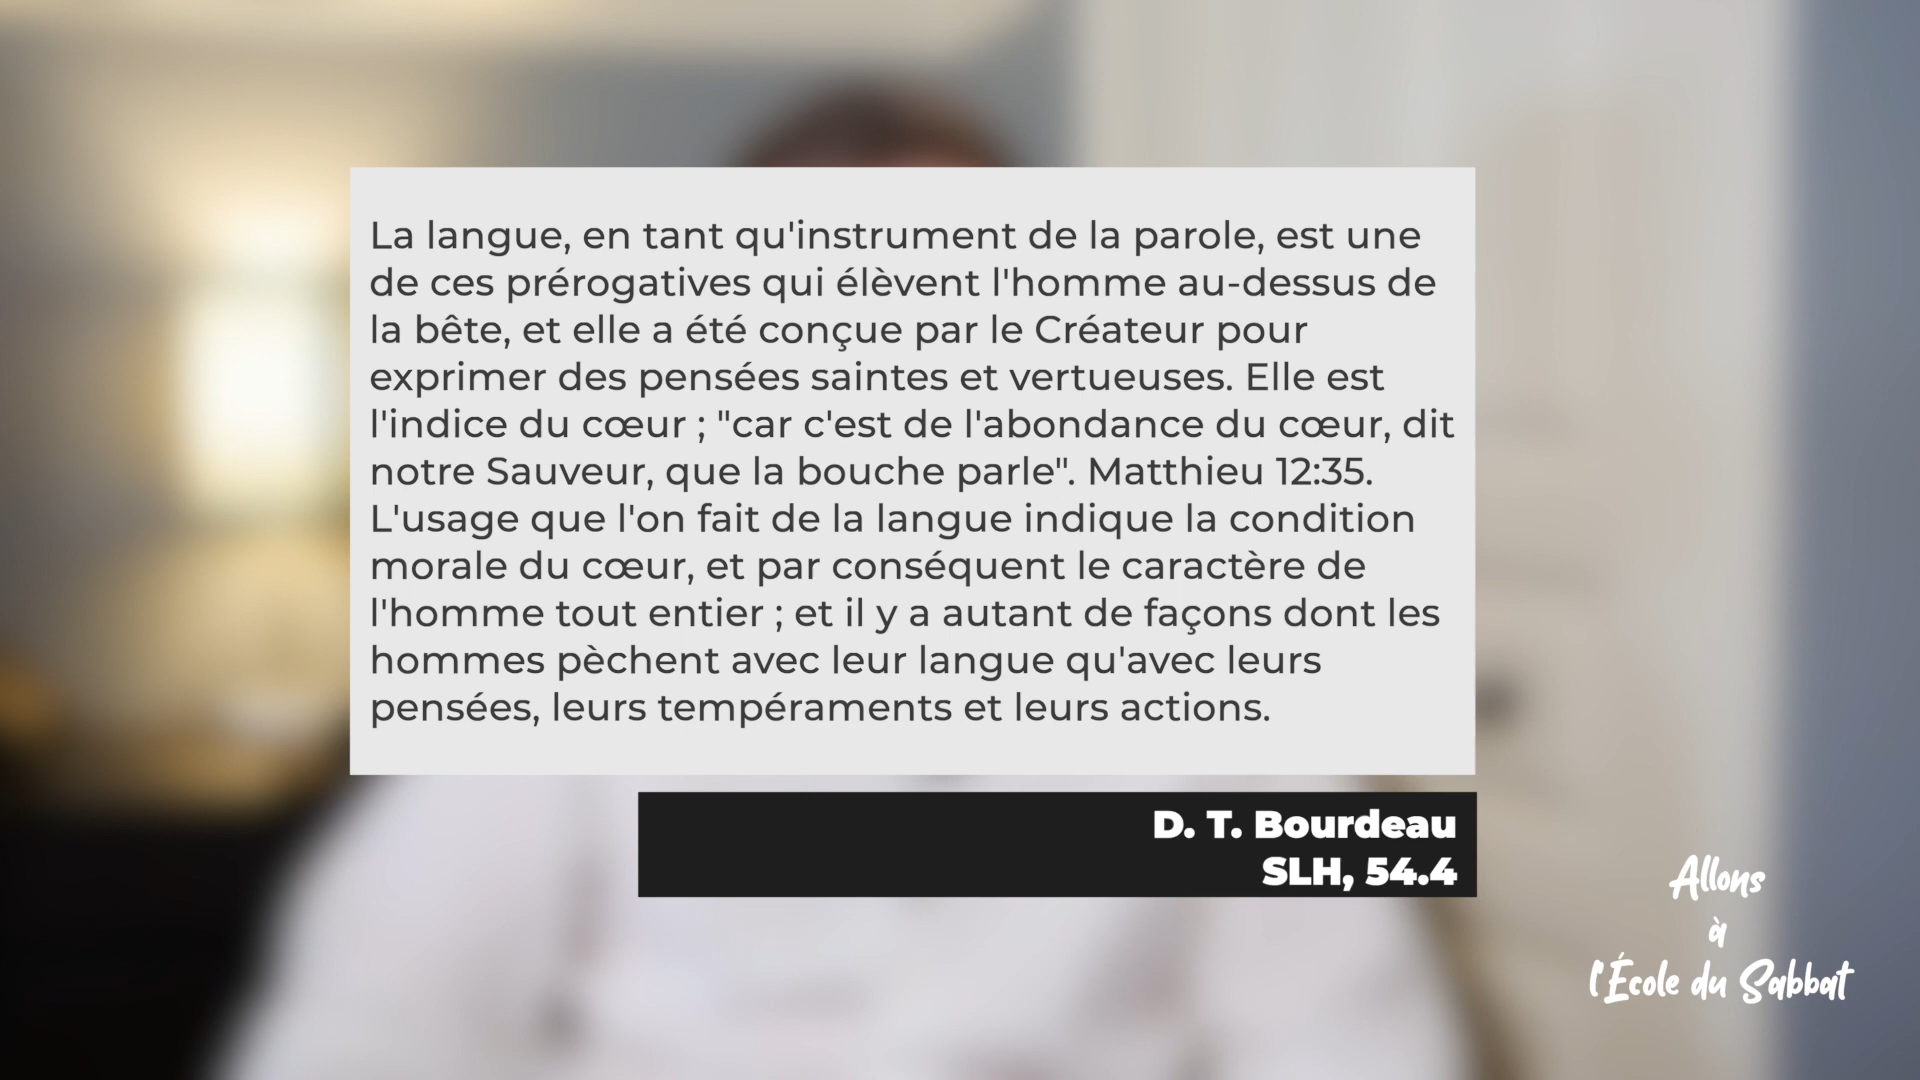 La langue, en tant qu'instrument de la parole, est une
de ces prérogatives qui élèvent l'homme au-dessus de
la bête, et elle a été conçue par le Créateur pour
exprimer des pensées saintes et vertueuses. Elle est
l'indice du cœur ; "car c'est de l'abondance du cœur, dit
notre Sauveur, que la bouche parle". Matthieu 12:35.
L'usage que l'on fait de la langue indique la condition
morale du cœur, et par conséquent le caractère de
l'homme tout entier ; et il y a autant de façons dont les
hommes pèchent avec leur langue qu'avec leurs
pensées, leurs tempéraments et leurs actions.
D. T. Bourdeau
SLH, 54.4
Allons
à
l'École du Sabbat